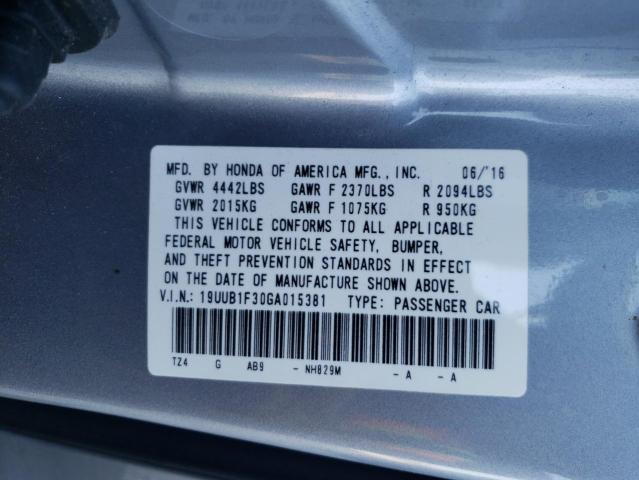 MFD. BY HONDA OF AMERICA MFG., INC. 06/'16
GVWR 4442LBS GAWR F 2370LBS R 2094LBS
GVWR 2015KG GAWR F 1075KG R 950KG
THIS VEHICLE CONFORMS TO ALL APPLICABLE
FEDERAL MOTOR VEHICLE SAFETY, BUMPER,
AND THEFT PREVENTION STANDARDS IN EFFECT
ON THE DATE OF MANUFACTURE SHOWN ABOVE.
V.I.N.: 19UUB1F30GA015381 TYPE: PASSENGER CAR
TZ4 G AB9 - NH829M - A - A